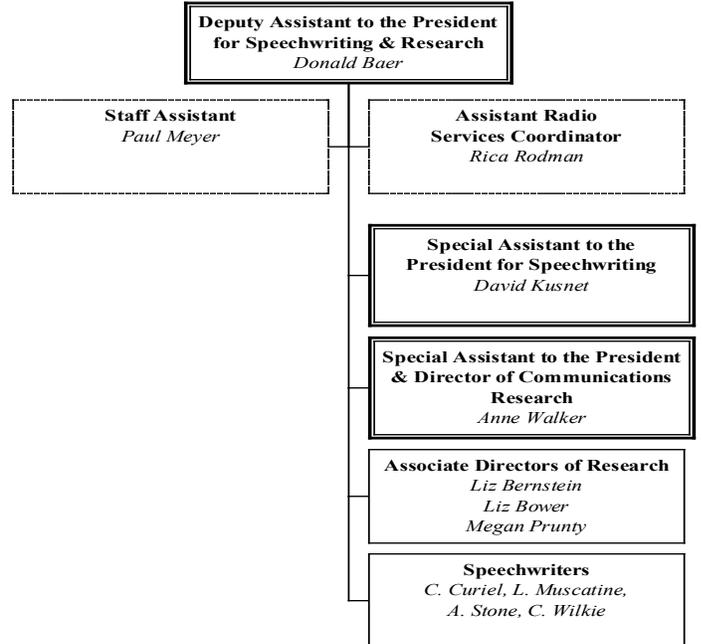 Deputy Assistant to the President
for Speechwriting & Research
Donald Baer
Staff Assistant
Paul Meyer
Assistant Radio
Services Coordinator
Rica Rodman
Special Assistant to the
President for Speechwriting
David Kusnet
Special Assistant to the President
& Director of Communications
Research
Anne Walker
Associate Directors of Research
Liz Bernstein
Liz Bower
Megan Prunty
Speechwriters
C. Curiel, L. Muscatine,
A. Stone, C. Wilkie